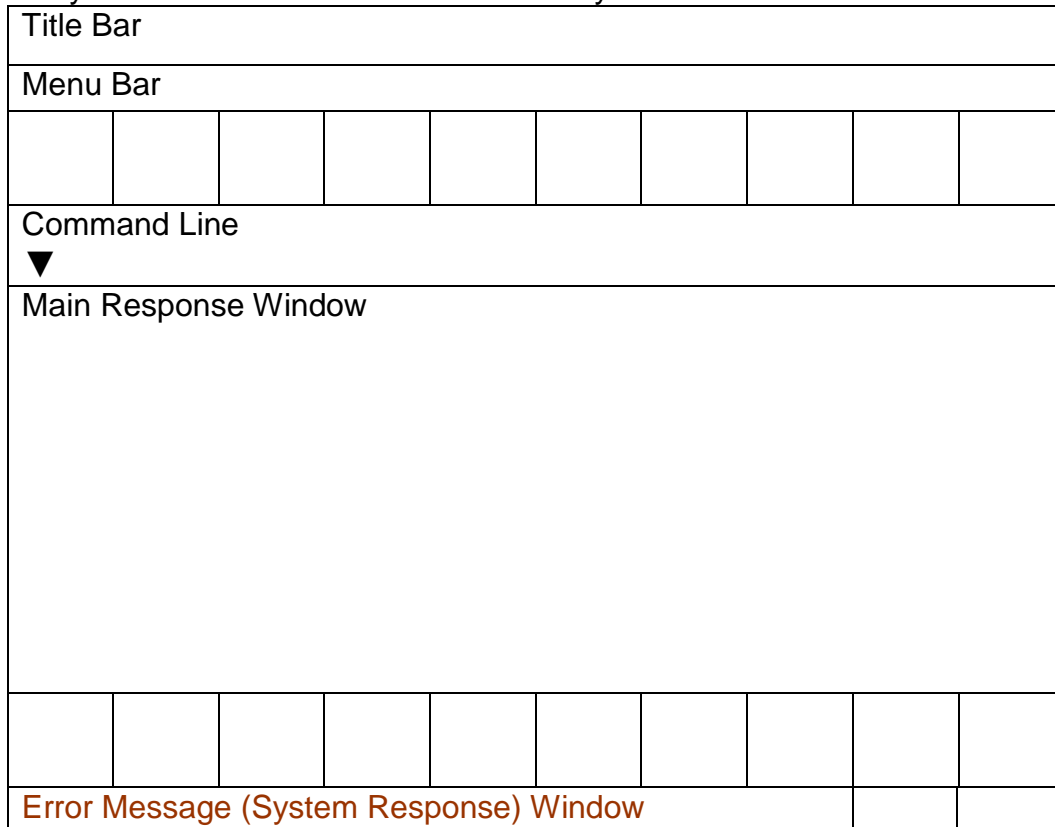 Title Bar
Menu Bar
Command Line
▼
Main Response Window
Error Message (System Response) Window